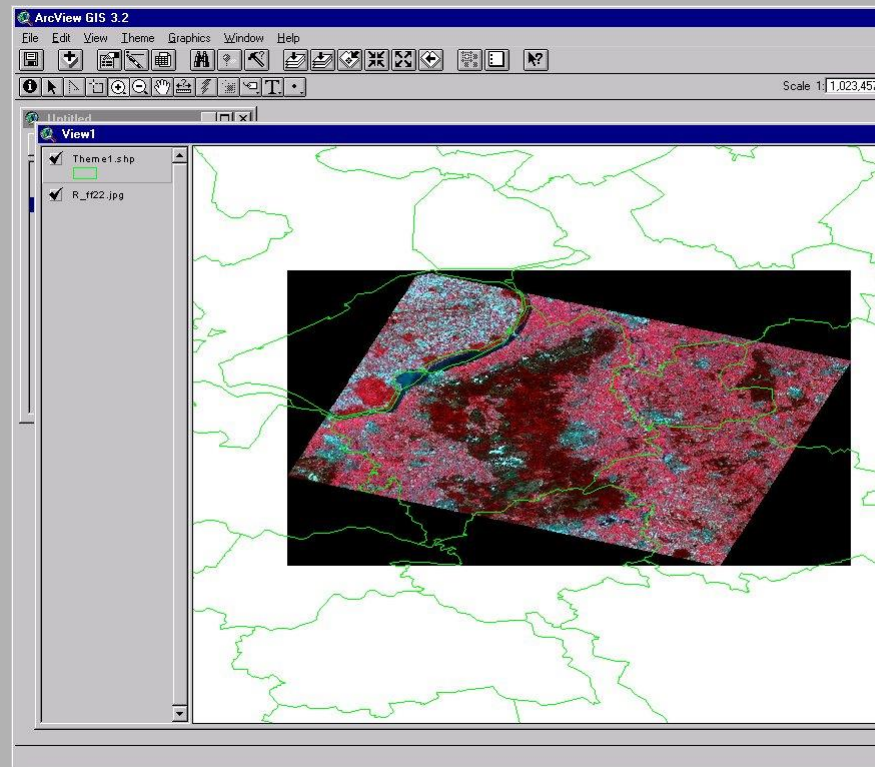 ArcView GIS 3.2
File Edit View Theme Graphics Window Help
T
Scale 1: 1,023,457
Untitled
View1
Theme1.shp
R_ff22.jpg